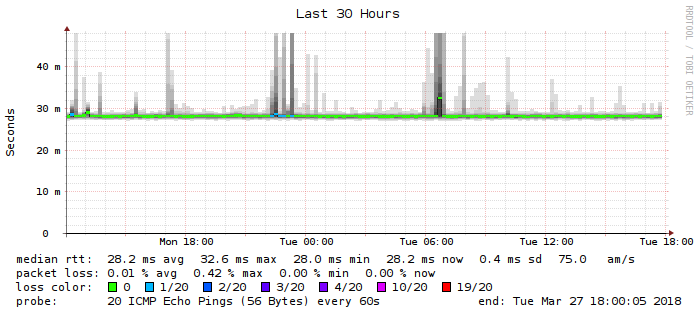 Last 30 Hours
RRDTOOL / TOBI OETIKER
Seconds
40 m
30 m
20 m
10 m
0
Mon 18:00 Tue 00:00 Tue 06:00 Tue 12:00 Tue 18:00
median rtt: 28.2 ms avg 32.6 ms max 28.0 ms min 28.2 ms now 0.4 ms sd 75.0 am/s
packet loss: 0.01 % avg 0.42 % max 0.00 % min 0.00 % now
loss color: 0 1/20 2/20 3/20 4/20 10/20 19/20
probe: 20 ICMP Echo Pings (56 Bytes) every 60s end: Tue Mar 27 18:00:05 2018